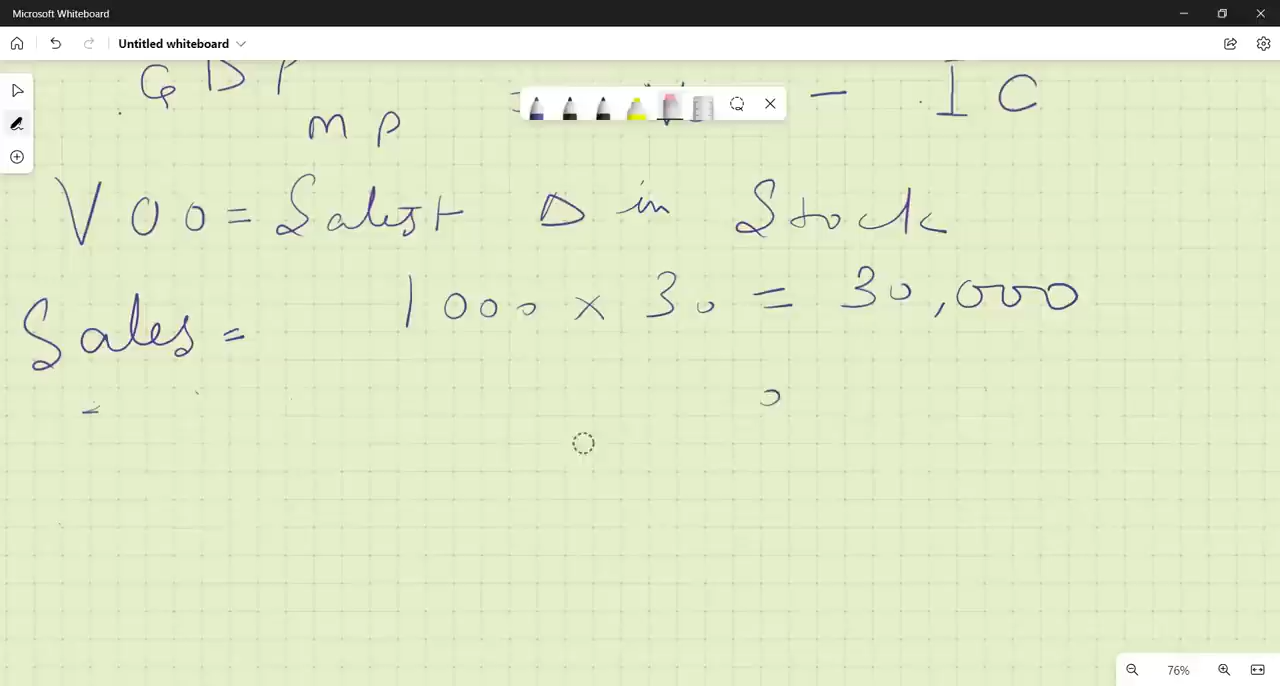 Microsoft Whiteboard
Untitled whiteboard
GDP
MP = - IC
VOO = Sales + Δ in Stock
Sales = 1000 × 30 = 30,000
76%